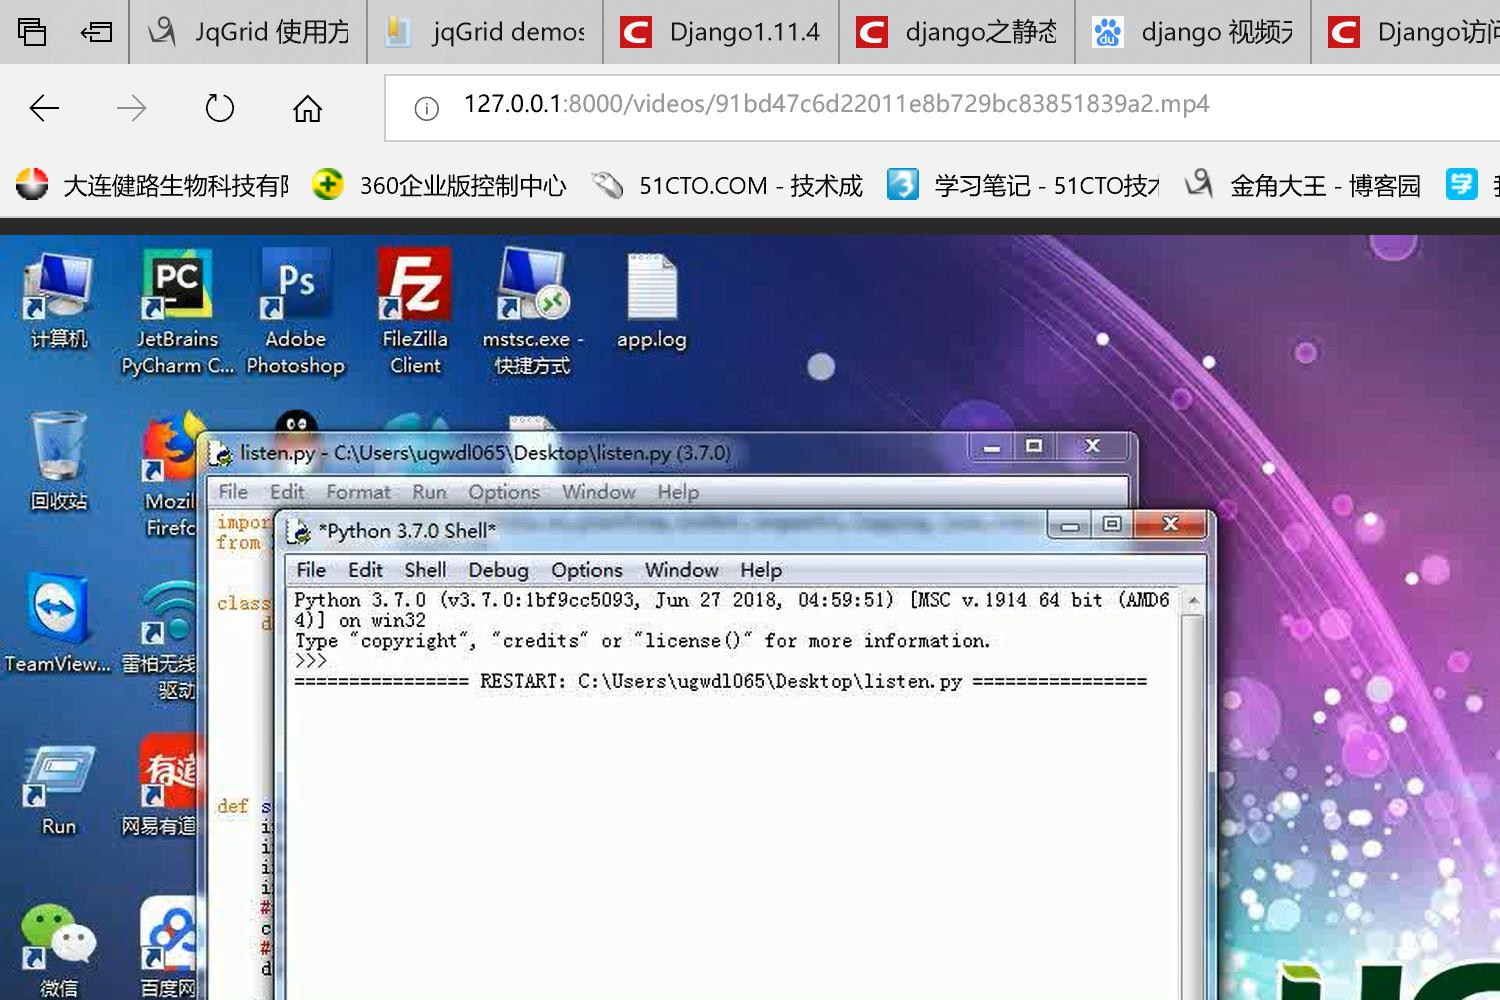 JqGrid 使用方
jqGrid demos
Django1.11.4
django之静态
django 视频
Django访问
127.0.0.1:8000/videos/91bd47c6d22011e8b729bc83851839a2.mp4
大连健路生物科技有
360企业版控制中心
51CTO.COM - 技术成
学习笔记 - 51CTO技
金角大王 - 博客园
计算机
JetBrains
PyCharm C...
Adobe
Photoshop
FileZilla
Client
mstsc.exe -
快捷方式
app.log
回收站
Mozil
Firefo
listen.py - C:\Users\ugwdl065\Desktop\listen.py (3.7.0)
File Edit Format Run Options Window Help
impor
from
class
d
*Python 3.7.0 Shell*
File Edit Shell Debug Options Window Help
Python 3.7.0 (v3.7.0:1bf9cc5093, Jun 27 2018, 04:59:51) [MSC v.1914 64 bit (AMD6
4)] on win32
Type "copyright", "credits" or "license()" for more information.
>>>
================ RESTART: C:\Users\ugwdl065\Desktop\listen.py ================
TeamView...
雷柏无线
驱动
Run
网易有道
有道
def s
i
i
i
i
#
c
#
d
微信
百度网